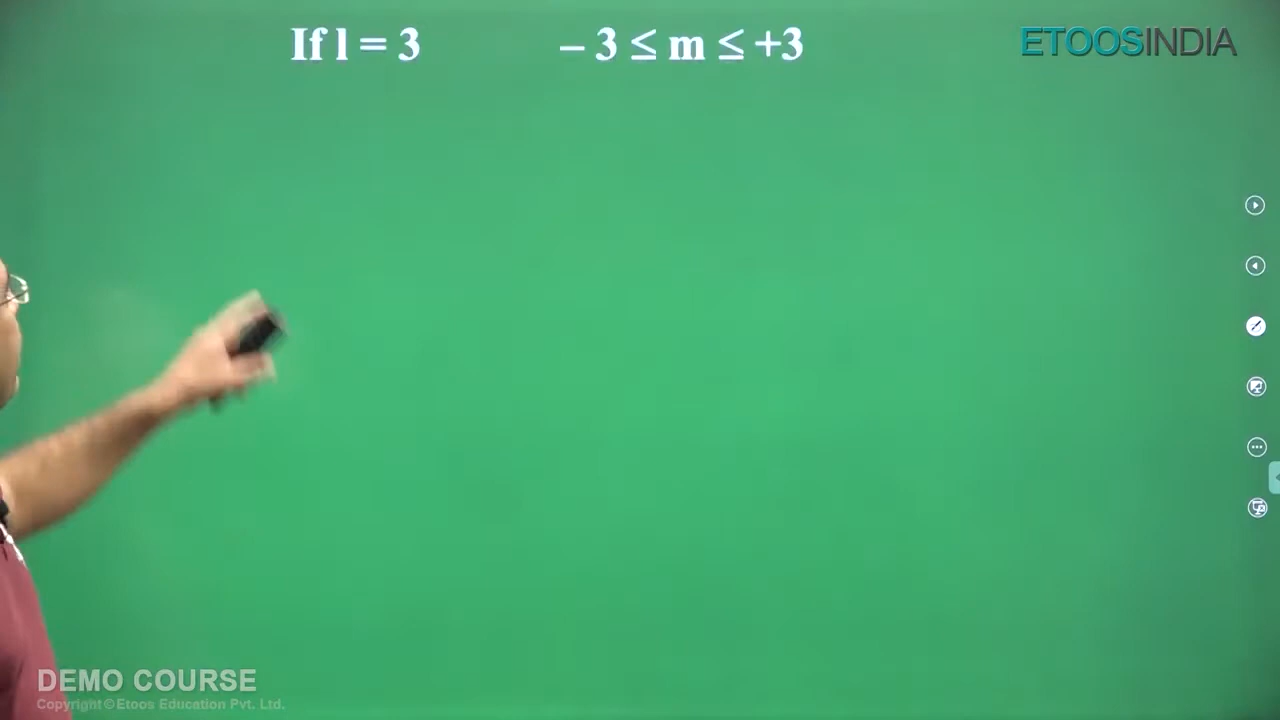 If l = 3 – 3 ≤ m ≤ +3
ETOOSINDIA
DEMO COURSE
Copyright © Etoos Education Pvt. Ltd.